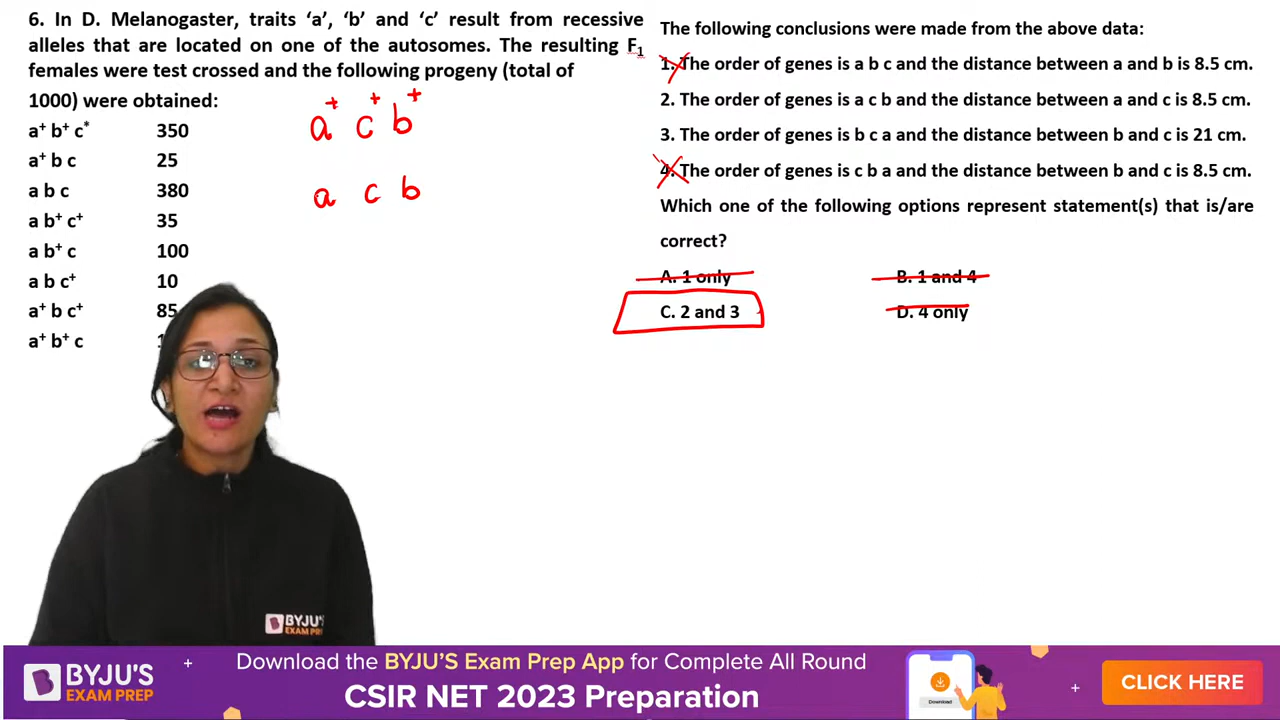 6. In D. Melanogaster, traits ‘a’, ‘b’ and ‘c’ result from recessive
alleles that are located on one of the autosomes. The resulting F₁
females were test crossed and the following progeny (total of
1000) were obtained:
a⁺ b⁺ c* 350
a⁺ b c 25
a b c 380
a b⁺ c⁺ 35
a b⁺ c 100
a b c⁺ 10
a⁺ b c⁺ 85
a⁺ b⁺ c
a⁺ c⁺ b⁺
a c b
The following conclusions were made from the above data:
1. The order of genes is a b c and the distance between a and b is 8.5 cm.
2. The order of genes is a c b and the distance between a and c is 8.5 cm.
3. The order of genes is b c a and the distance between b and c is 21 cm.
4. The order of genes is c b a and the distance between b and c is 8.5 cm.
Which one of the following options represent statement(s) that is/are
correct?
A. 1 only B. 1 and 4
C. 2 and 3 D. 4 only
BYJU'S
EXAM PRE
BYJU'S
EXAM PREP
Download the BYJU'S Exam Prep App for Complete All Round
CSIR NET 2023 Preparation
Download
CLICK HERE